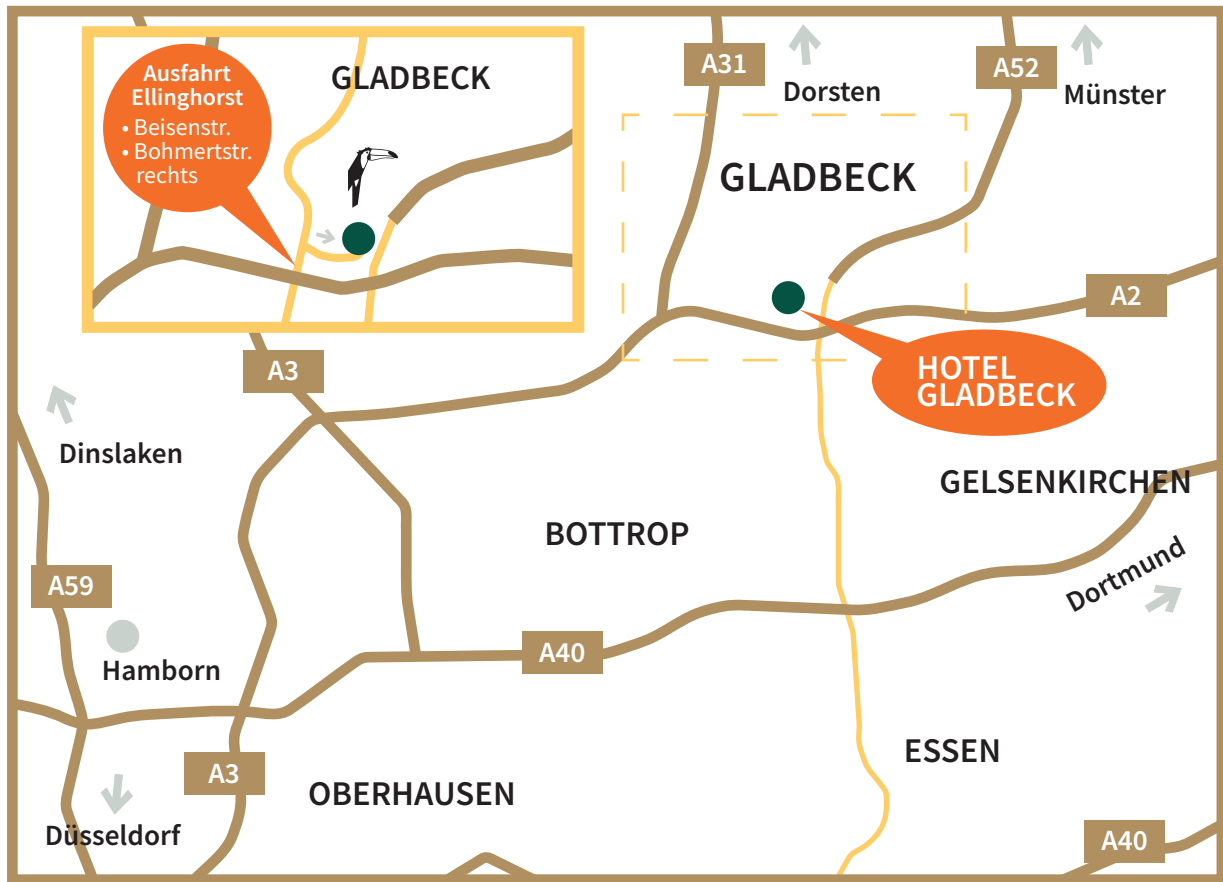 Ausfahrt
Ellinghorst
• Beisenstr.
• Bohmertstr.
rechts
GLADBECK
A31
A52
Dorsten
Münster
GLADBECK
A2
HOTEL
GLADBECK
A3
Dinslaken
GELSENKIRCHEN
BOTTROP
Dortmund
A59
Hamborn
A40
A3
OBERHAUSEN
ESSEN
Düsseldorf
A40